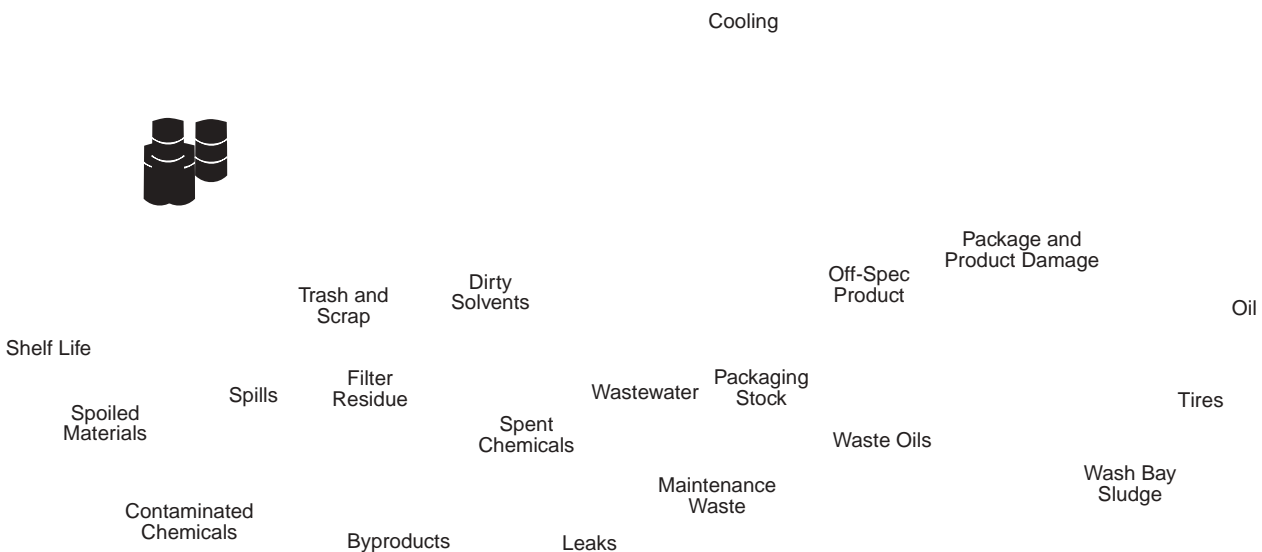 Cooling
Package and
Product Damage
Off-Spec
Product
Dirty
Solvents
Trash and
Scrap
Oil
Shelf Life
Filter
Residue
Spills
Wastewater
Packaging
Stock
Tires
Spoiled
Materials
Spent
Chemicals
Waste Oils
Wash Bay
Sludge
Maintenance
Waste
Contaminated
Chemicals
Byproducts
Leaks